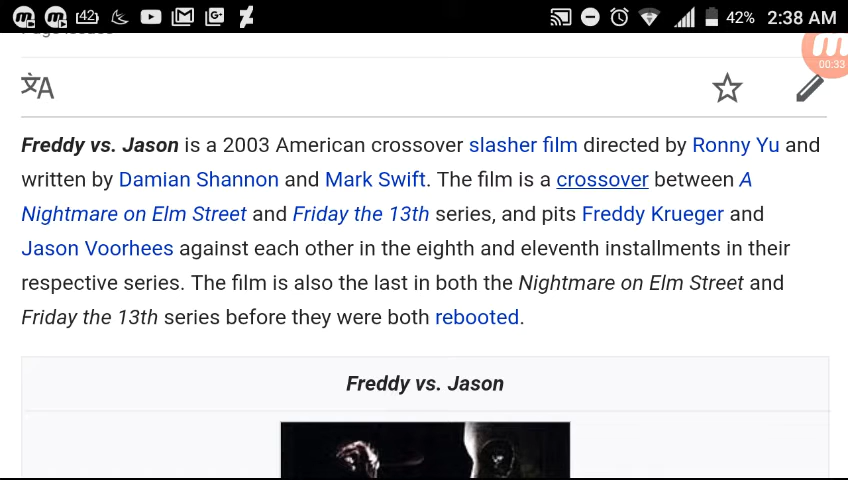 42
42% 2:38 AM
00:33
Freddy vs. Jason is a 2003 American crossover slasher film directed by Ronny Yu and
written by Damian Shannon and Mark Swift. The film is a crossover between A
Nightmare on Elm Street and Friday the 13th series, and pits Freddy Krueger and
Jason Voorhees against each other in the eighth and eleventh installments in their
respective series. The film is also the last in both the Nightmare on Elm Street and
Friday the 13th series before they were both rebooted.
Freddy vs. Jason